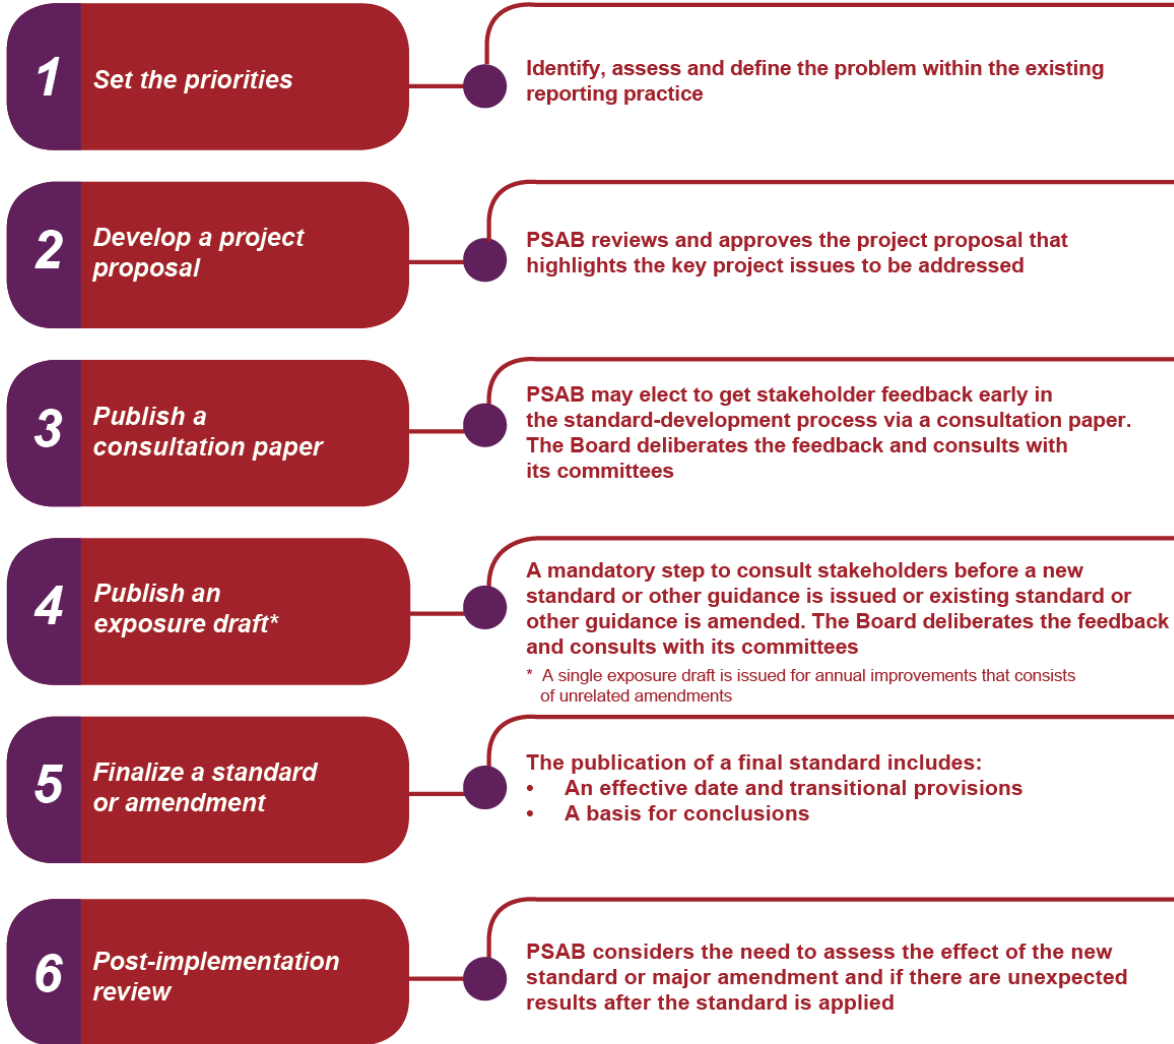 1
Set the priorities
Identify, assess and define the problem within the existing
reporting practice
2
Develop a project
proposal
PSAB reviews and approves the project proposal that
highlights the key project issues to be addressed
3
Publish a
consultation paper
PSAB may elect to get stakeholder feedback early in
the standard-development process via a consultation paper.
The Board deliberates the feedback and consults with
its committees
4
Publish an
exposure draft*
A mandatory step to consult stakeholders before a new
standard or other guidance is issued or existing standard or
other guidance is amended. The Board deliberates the feedback
and consults with its committees
* A single exposure draft is issued for annual improvements that consists
of unrelated amendments
5
Finalize a standard
or amendment
The publication of a final standard includes:
• An effective date and transitional provisions
• A basis for conclusions
6
Post-implementation
review
PSAB considers the need to assess the effect of the new
standard or major amendment and if there are unexpected
results after the standard is applied